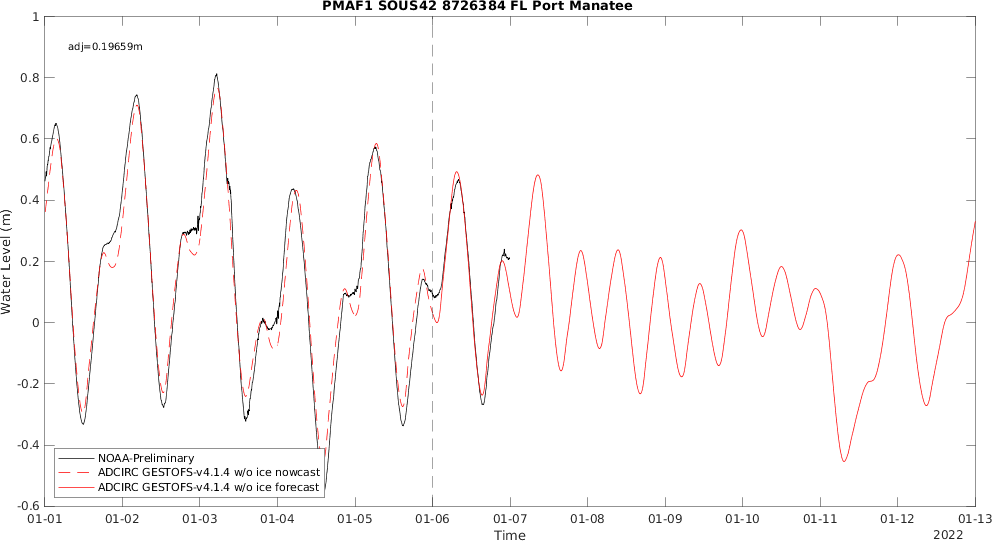 PMAF1 SOUS42 8726384 FL Port Manatee
adj=0.19659m
1
0.8
0.6
0.4
0.2
0
-0.2
-0.4
-0.6
Water Level (m)
NOAA-Preliminary
ADCIRC GESTOFS-v4.1.4 w/o ice nowcast
ADCIRC GESTOFS-v4.1.4 w/o ice forecast
01-01 01-02 01-03 01-04 01-05 01-06 01-07 01-08 01-09 01-10 01-11 01-12 01-13
Time
2022